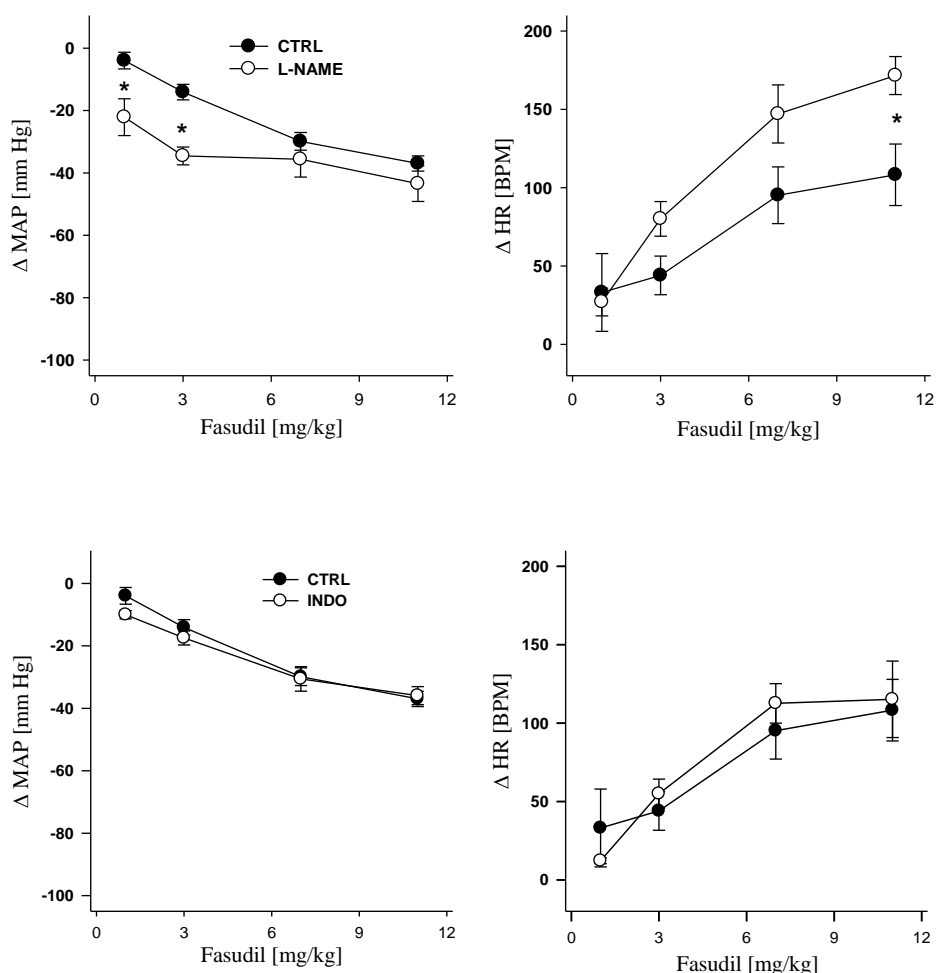 0
-20
-40
-60
-80
-100
Δ MAP [mm Hg]
CTRL
L-NAME
*
*
0 3 6 9 12
Fasudil [mg/kg]
200
150
100
50
0
Δ HR [BPM]
*
0 3 6 9 12
Fasudil [mg/kg]
0
-20
-40
-60
-80
-100
Δ MAP [mm Hg]
CTRL
INDO
0 3 6 9 12
Fasudil [mg/kg]
200
150
100
50
0
Δ HR [BPM]
0 3 6 9 12
Fasudil [mg/kg]